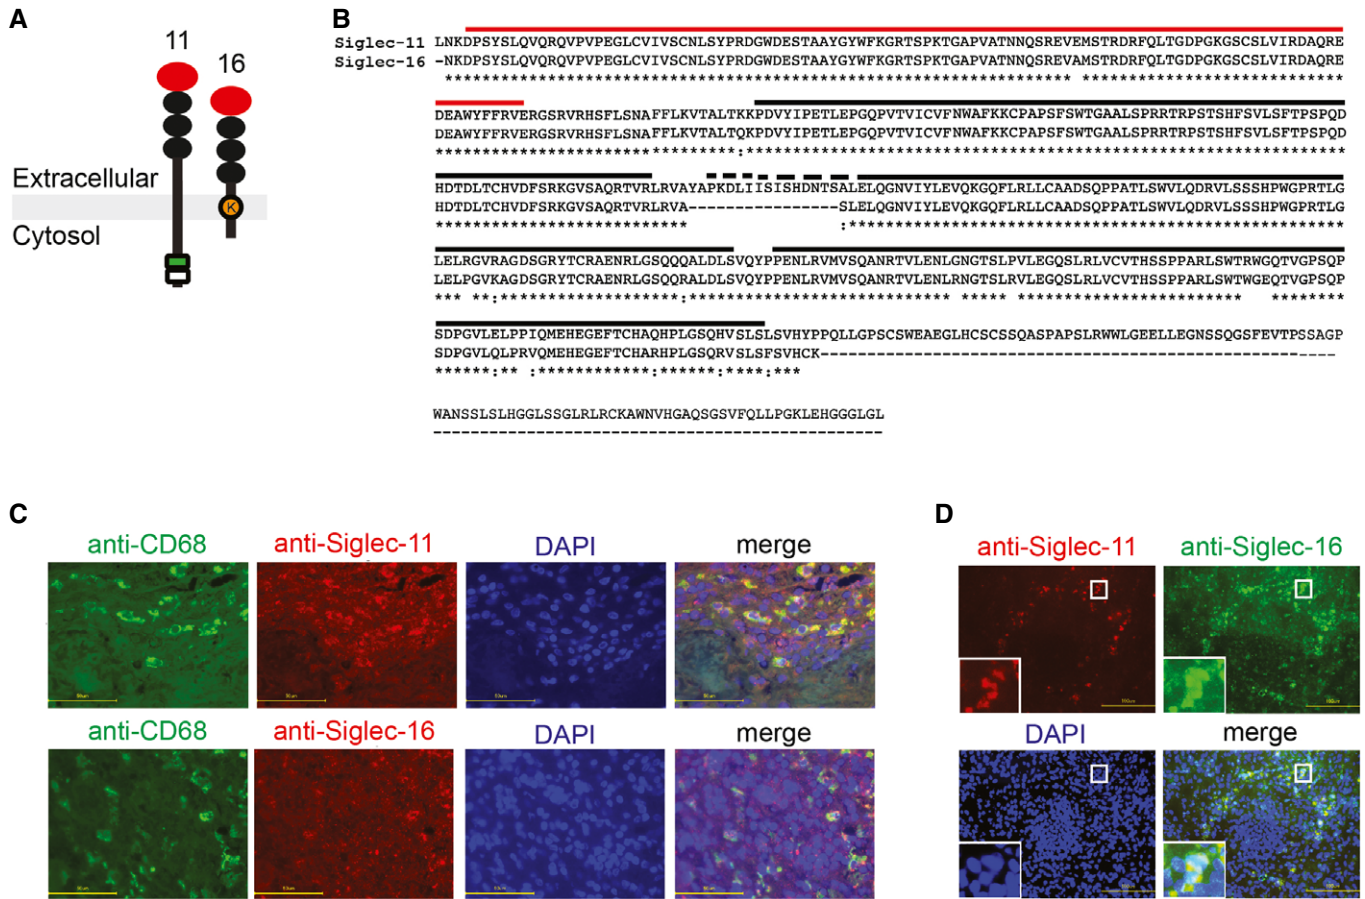 A
11
16
Extracellular
K
Cytosol
B
Siglec-11 LNKDPSYSLQVQRQVPVPEGLCVIVSCNLSYPRDGWDESTAAYGYWFKGRTSPKTGAPVATNNQSREVEMSTRDRFQLTGDPGKGSCSLVIRDAQRE
Siglec-16 -NKDPSYSLQVQRQVPVPEGLCVIVSCNLSYPRDGWDESTAAYGYWFKGRTSPKTGAPVATNNQSREVAMSTRDRFQLTGDPGKGSCSLVIRDAQRE
DEAWYFFRVERGSRVRHSFLSNAFFLKVTALTKKPDVYIPETLEPGQPVTVICVFNWAFKKCPAPSFSWTGAALSPRRTRPSTSHFSVLSFTPSPQD
DEAWYFFRVERGSRVRHSFLSNAFFLKVTALTQKPDVYIPETLEPGQPVTVICVFNWAFKKCPAPSFSWTGAALSPRRTRPSTSHFSVLSFTPSPQD
HDTDLTCHVDFSRKGVSAQRTVRLRVAYAPKDLIISISHDNTSALELQGNVIYLEVQKGQFLRLLCAADSQPPATLSWVLQDRVLSSSHPWGPRTLG
HDTDLTCHVDFSRKGVSAQRTVRLRVA----------------SLELQGNVIYLEVQKGQFLRLLCAADSQPPATLSWVLQDRVLSSSHPWGPRTLG
LELRGVRAGDSGRYTCRAENRLGSQQQALDLSVQYPPENLRVMVSQANRTVLENLGNGTSLPVLEGQSLRLVCVTHSSPPARLSWTRWGQTVGPSQP
LELPGVKAGDSGRYTCRAENRLGSQQRALDLSVQYPPENLRVMVSQANRTVLENLRNGTSLRVLEGQSLRLVCVTHSSPPARLSWTWGEQTVGPSQP
SDPGVLELPPIQMEHEGEFTCHAQHPLGSQHVSLSLSVHYPPQLLGPSCSWEAEGLHCSCSSQASPAPSLRWWLGEELLEGNSSQGSFEVTPSSAGP
SDPGVLQLPRVQMEHEGEFTCHARHPLGSQRVSLSFSVHCK--------------------------------------------------------
WANSSLSLHGGLSSGLRLRCKAWNVHGAQSGSVFQLLPGKLEHGGGLGL
-------------------------------------------------
C
anti-CD68 anti-Siglec-11 DAPI merge
anti-CD68 anti-Siglec-16 DAPI merge
D
anti-Siglec-11 anti-Siglec-16
DAPI merge